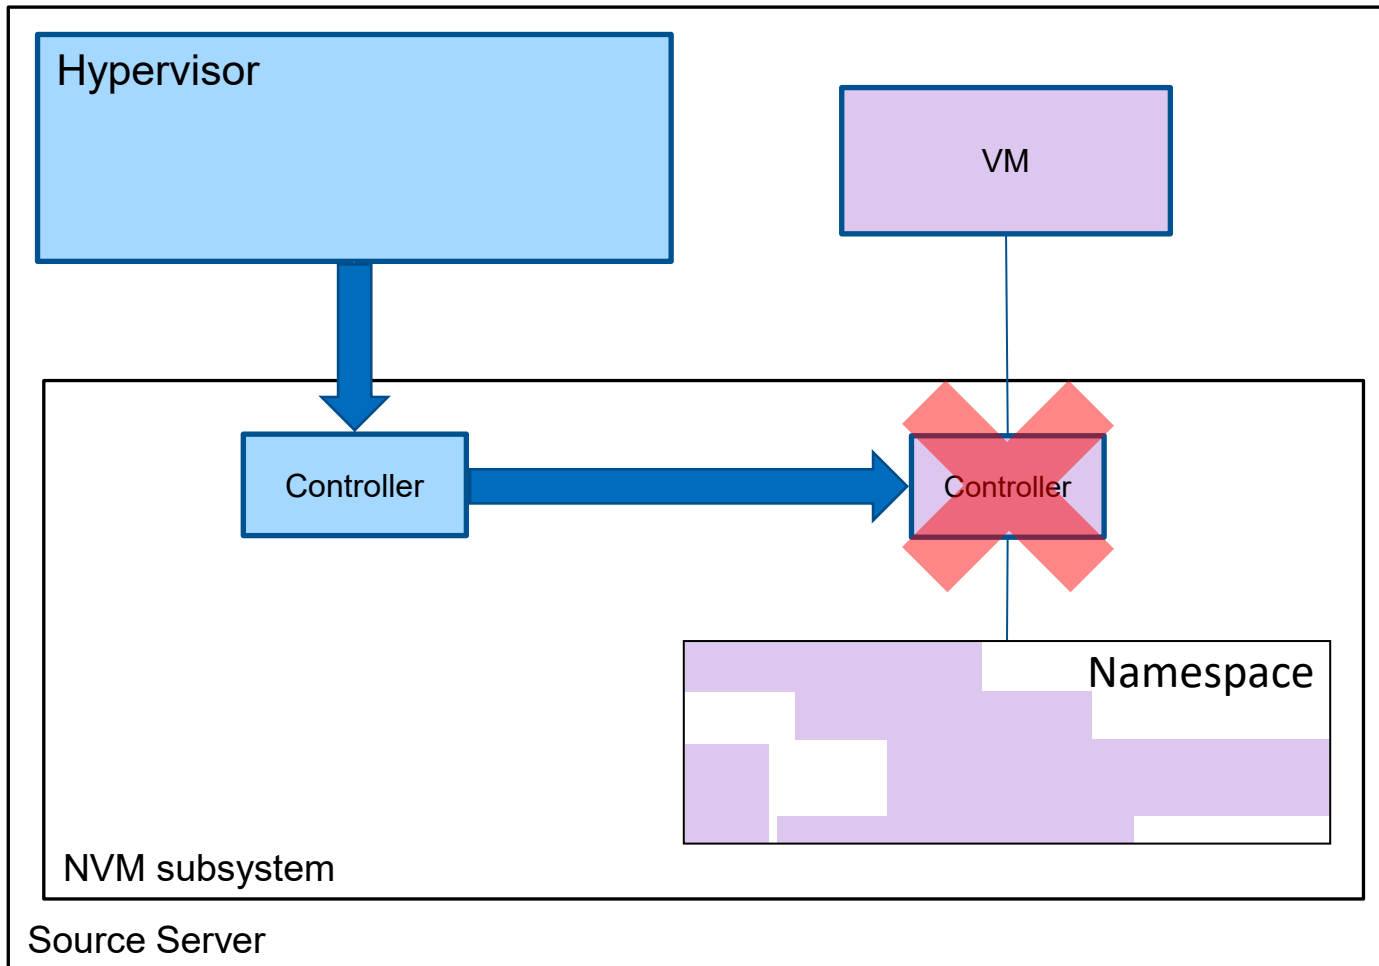 Hypervisor
VM
Controller
Controller
Namespace
NVM subsystem
Source Server